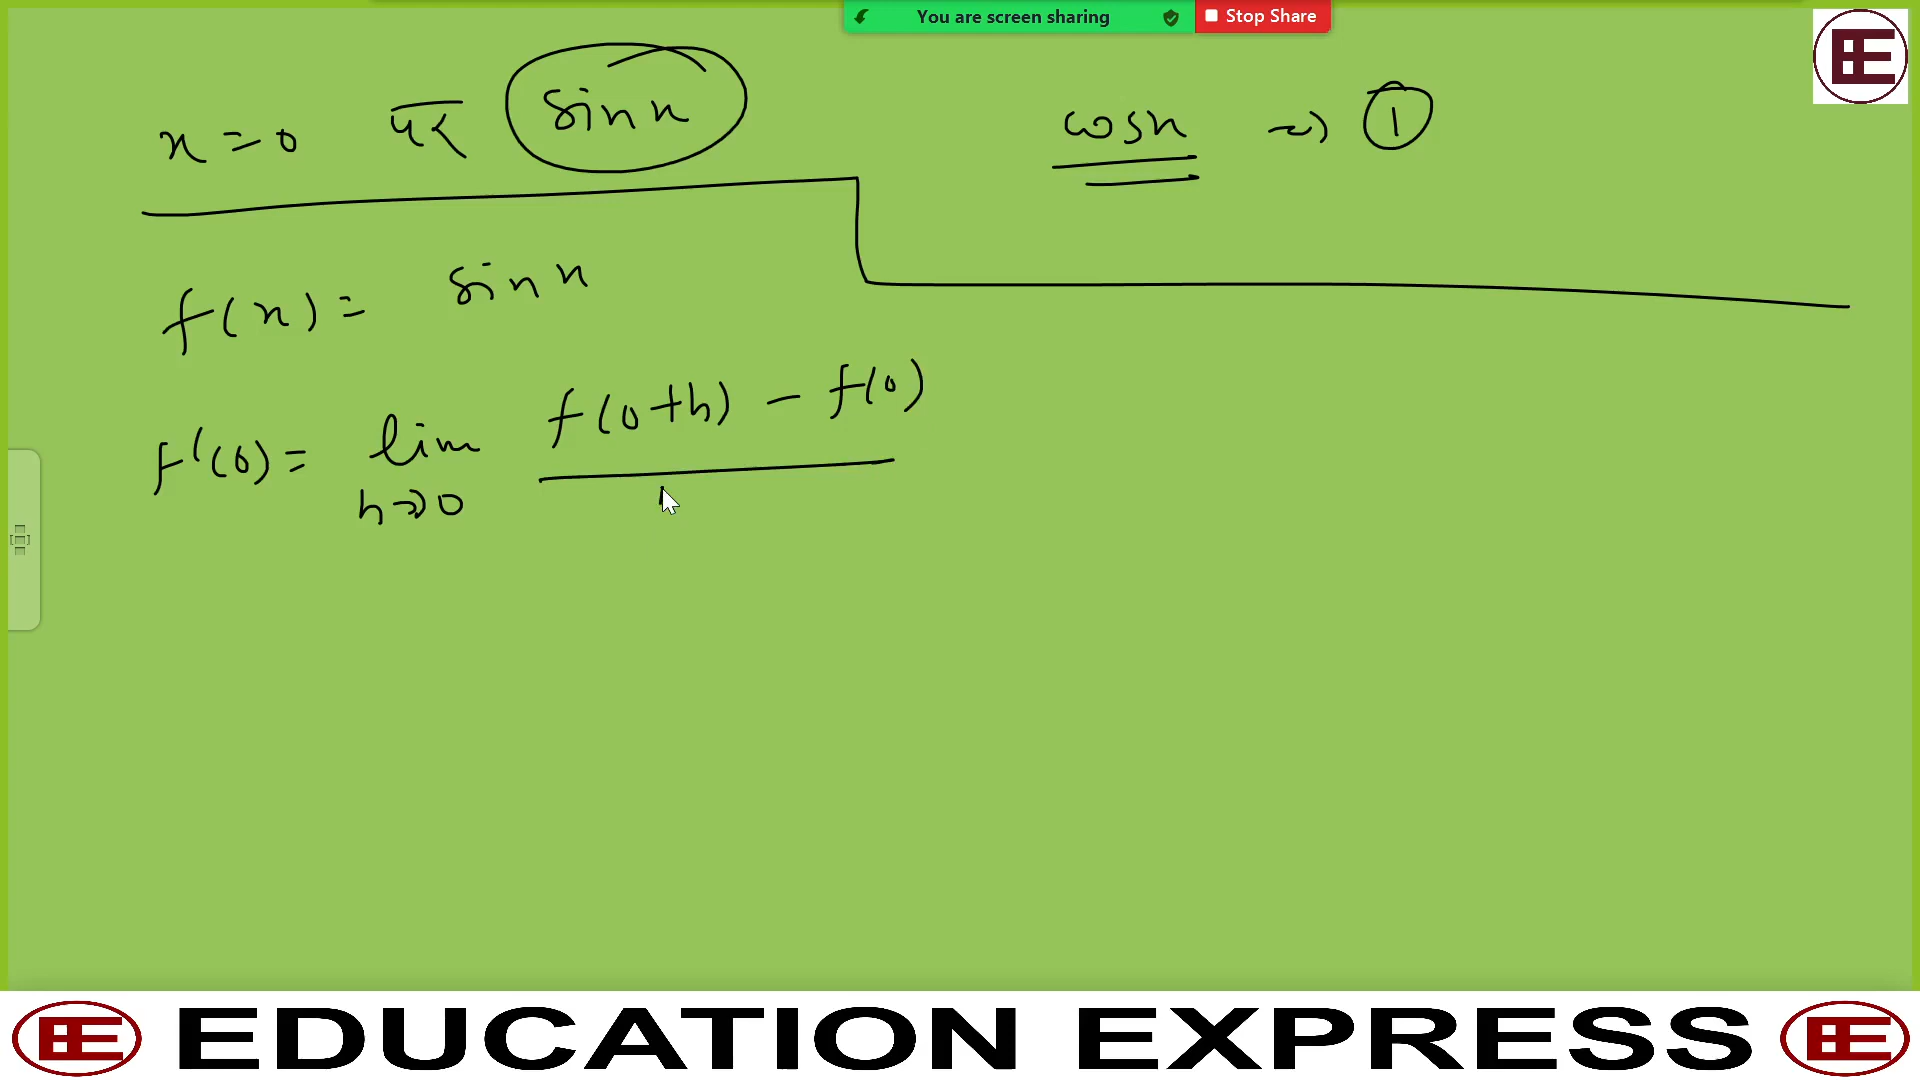 You are screen sharing Stop Share
x = 0 पर sin x cos x → 1
f(x) = sin x
f'(0) = lim f(0+h) - f(0)
h→0
EDUCATION EXPRESS